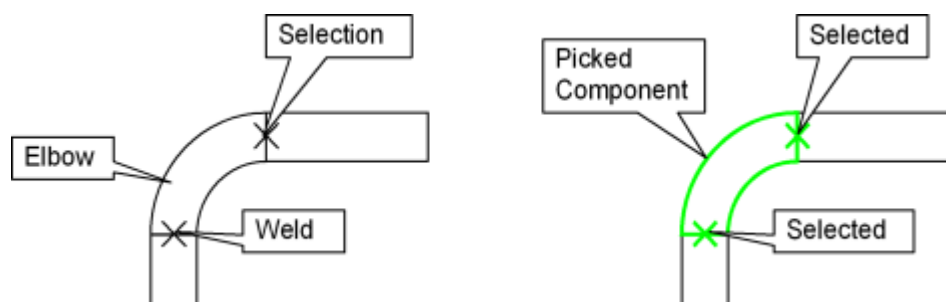 Selection
Elbow
Weld
Picked
Component
Selected
Selected